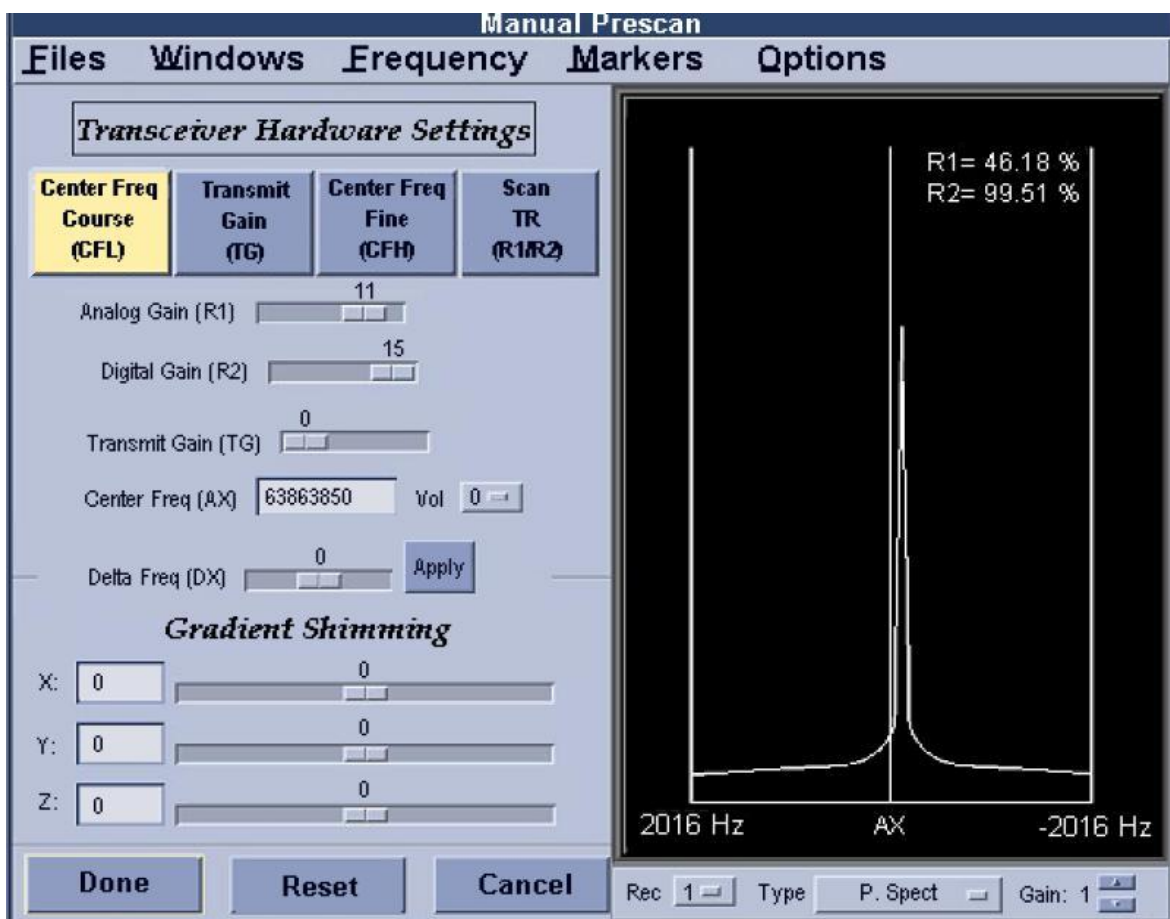 Manual Prescan
Files Windows Frequency Markers Options
Transceiver Hardware Settings
Center Freq Course (CFL)
Transmit Gain (TG)
Center Freq Fine (CFH)
Scan TR (R1/R2)
11
Analog Gain (R1)
15
Digital Gain (R2)
0
Transmit Gain (TG)
Center Freq (AX) 63863850 Vol 0
0
Delta Freq (DX) Apply
Gradient Shimming
0
X: 0
0
Y: 0
0
Z: 0
Done Reset Cancel
R1= 46.18 %
R2= 99.51 %
2016 Hz AX -2016 Hz
Rec 1 Type P. Spect Gain: 1